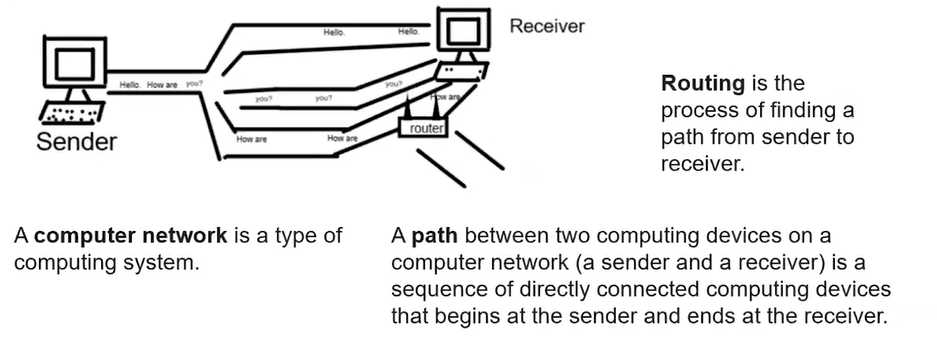 Hello. Hello.
Receiver
Hello. How are you?
you? you? you?
How are
router
How are How are
Sender
Routing is the
process of finding a
path from sender to
receiver.
A computer network is a type of
computing system.
A path between two computing devices on a
computer network (a sender and a receiver) is a
sequence of directly connected computing devices
that begins at the sender and ends at the receiver.